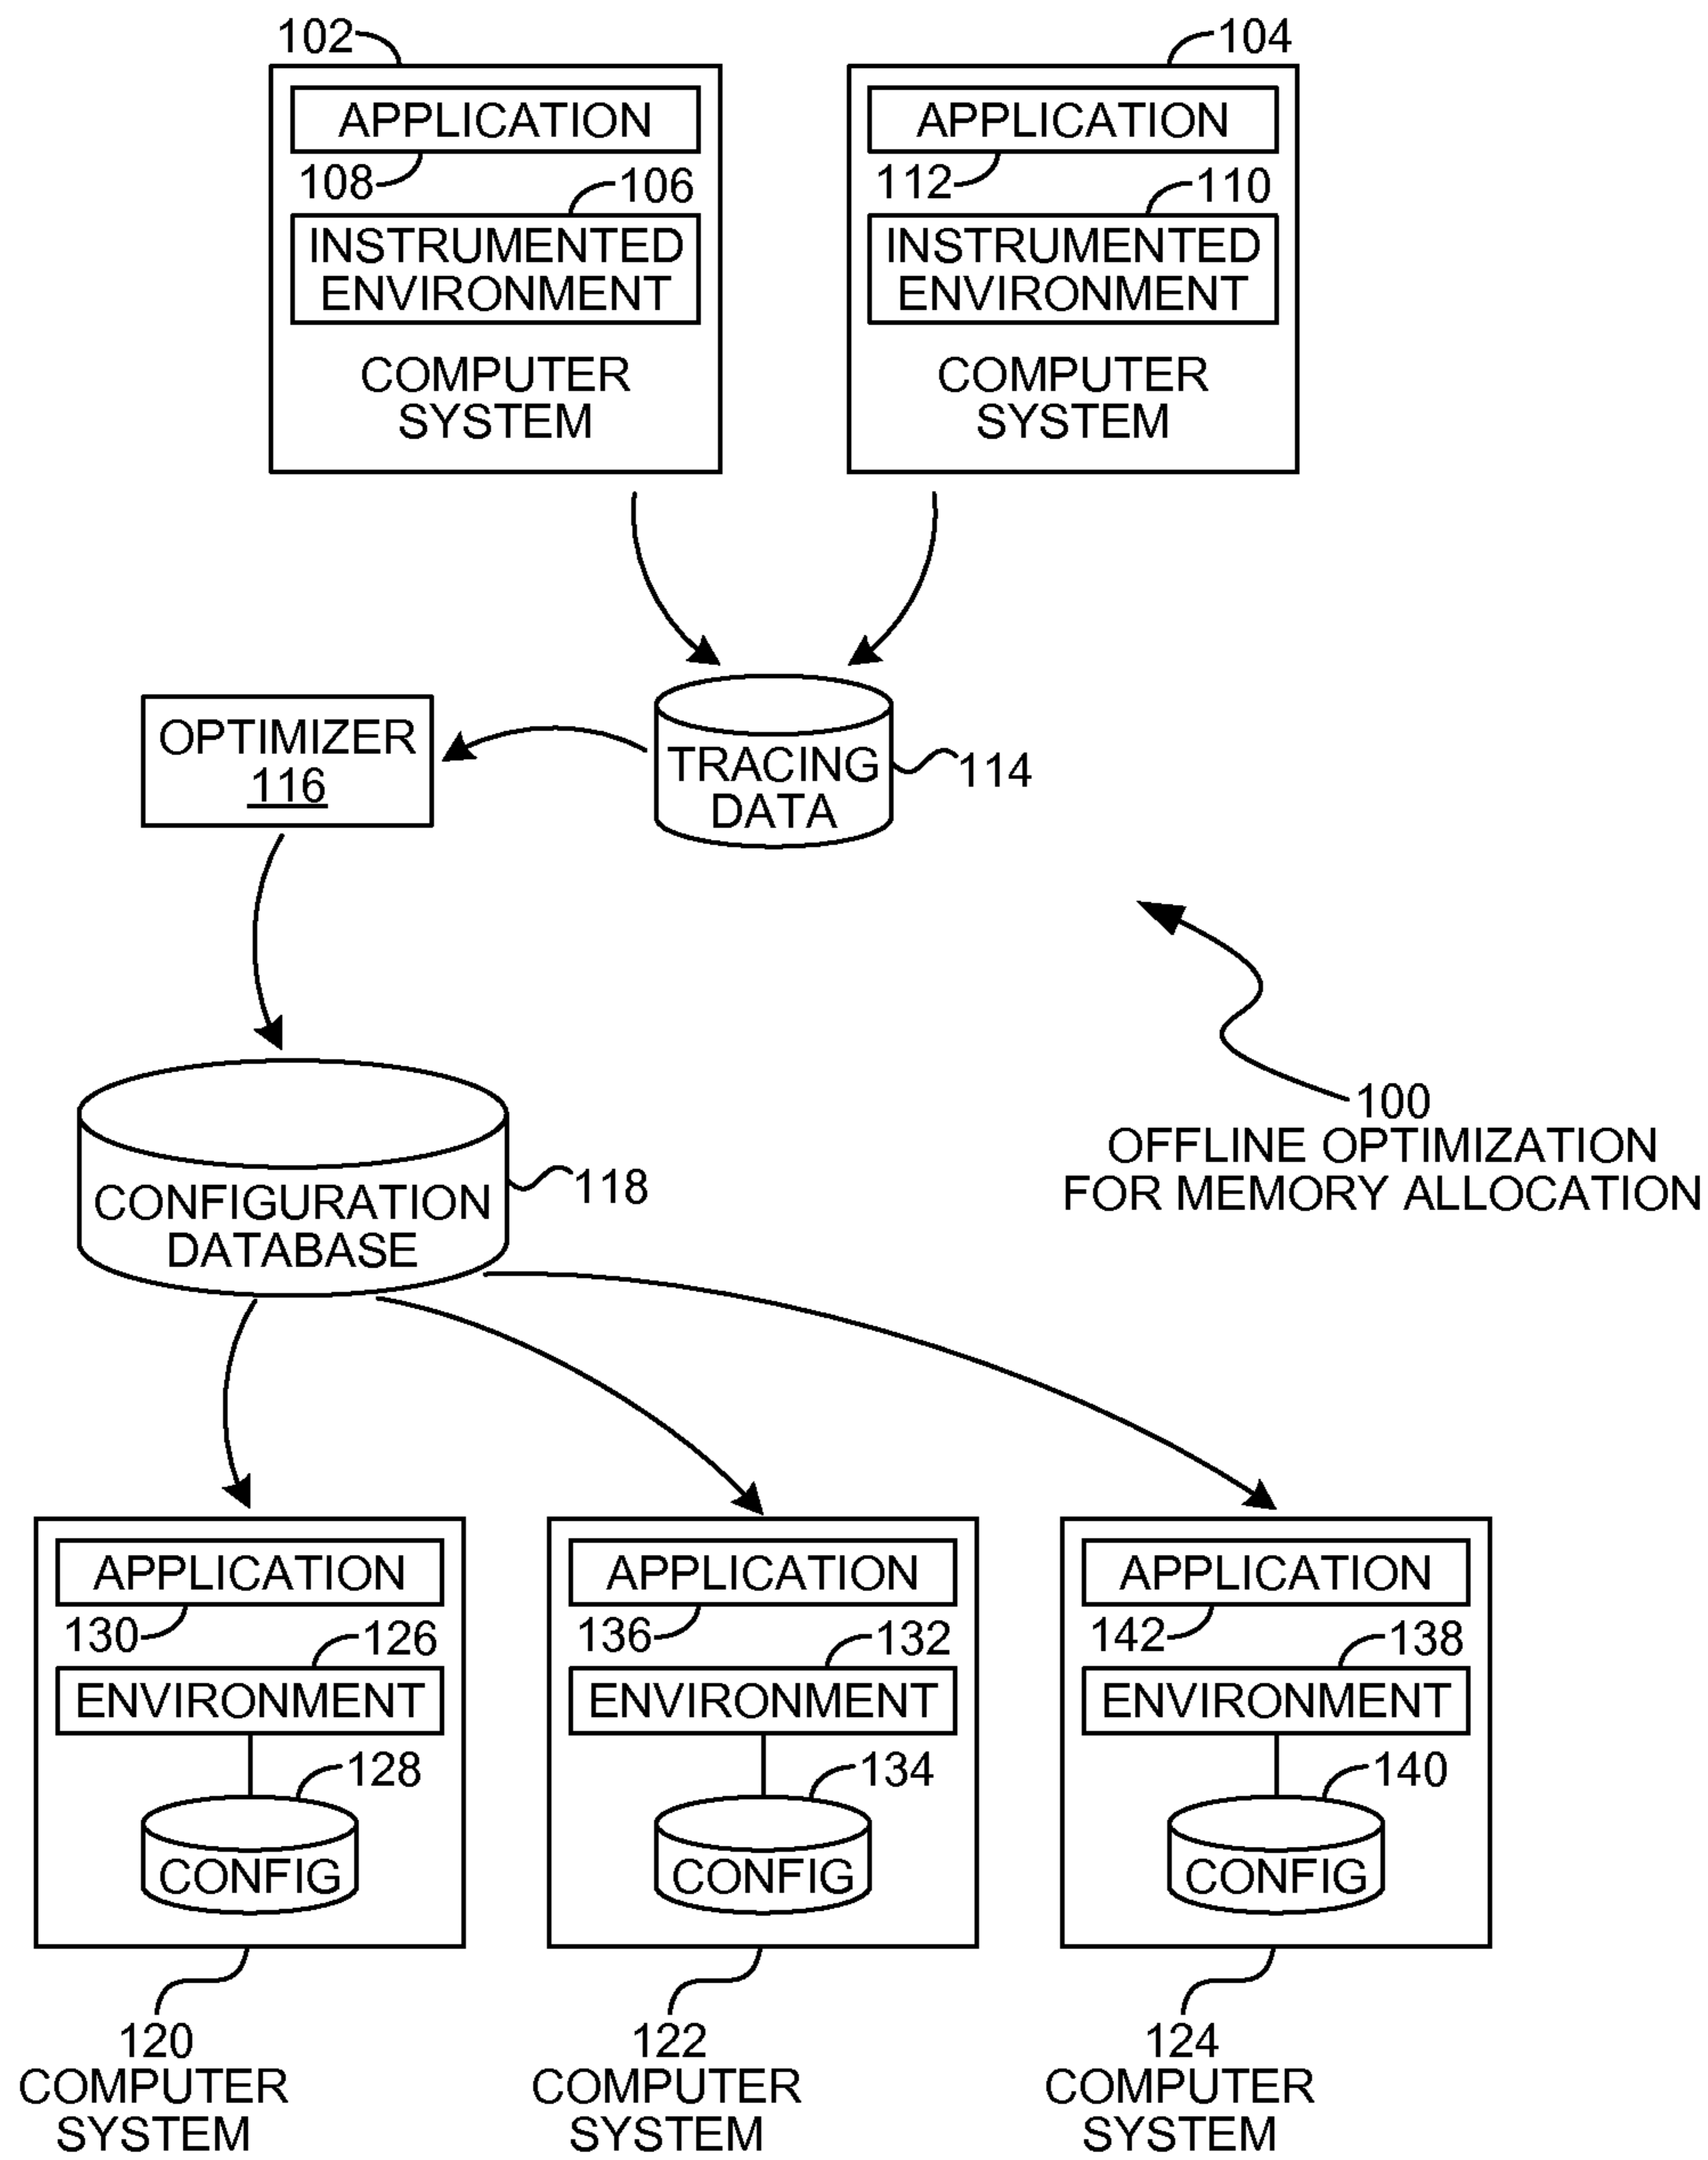 102
104
APPLICATION
APPLICATION
108
106
112
110
INSTRUMENTED
ENVIRONMENT
INSTRUMENTED
ENVIRONMENT
COMPUTER
SYSTEM
COMPUTER
SYSTEM
OPTIMIZER
116
TRACING
DATA
114
100
OFFLINE OPTIMIZATION
FOR MEMORY ALLOCATION
CONFIGURATION
DATABASE
118
APPLICATION
130
126
ENVIRONMENT
128
CONFIG
120
COMPUTER
SYSTEM
APPLICATION
136
132
ENVIRONMENT
134
CONFIG
122
COMPUTER
SYSTEM
APPLICATION
142
138
ENVIRONMENT
140
CONFIG
124
COMPUTER
SYSTEM